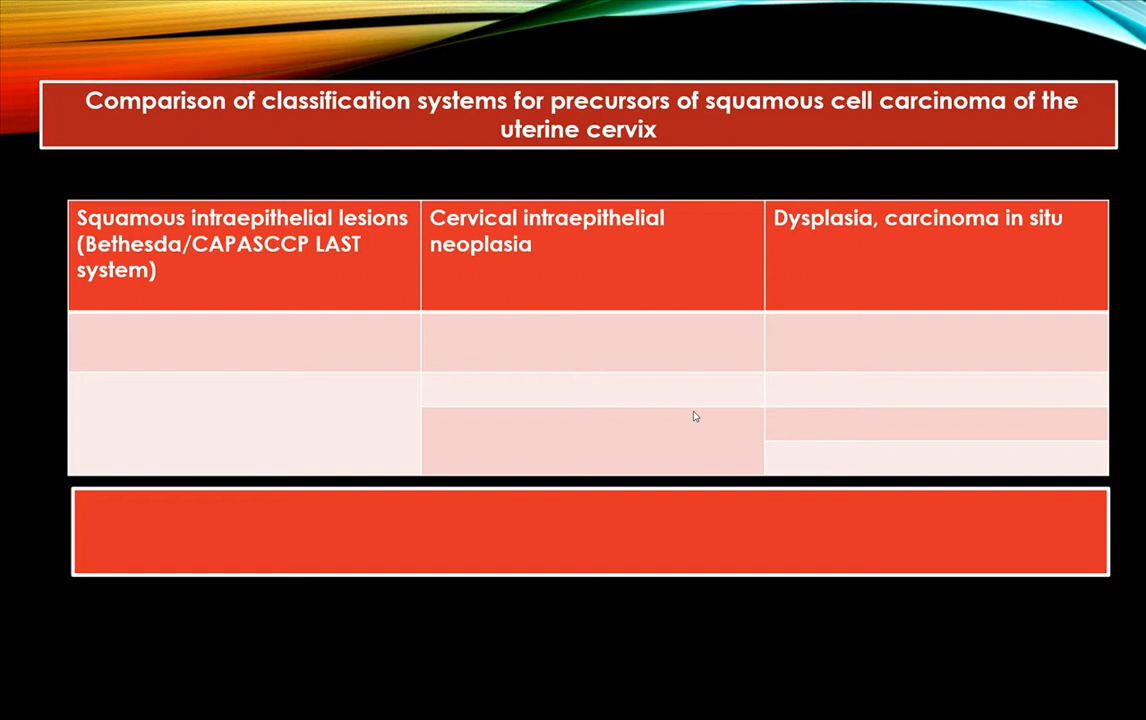 Comparison of classification systems for precursors of squamous cell carcinoma of the
uterine cervix
Squamous intraepithelial lesions
(Bethesda/CAPASCCP LAST
system)
Cervical intraepithelial
neoplasia
Dysplasia, carcinoma in situ